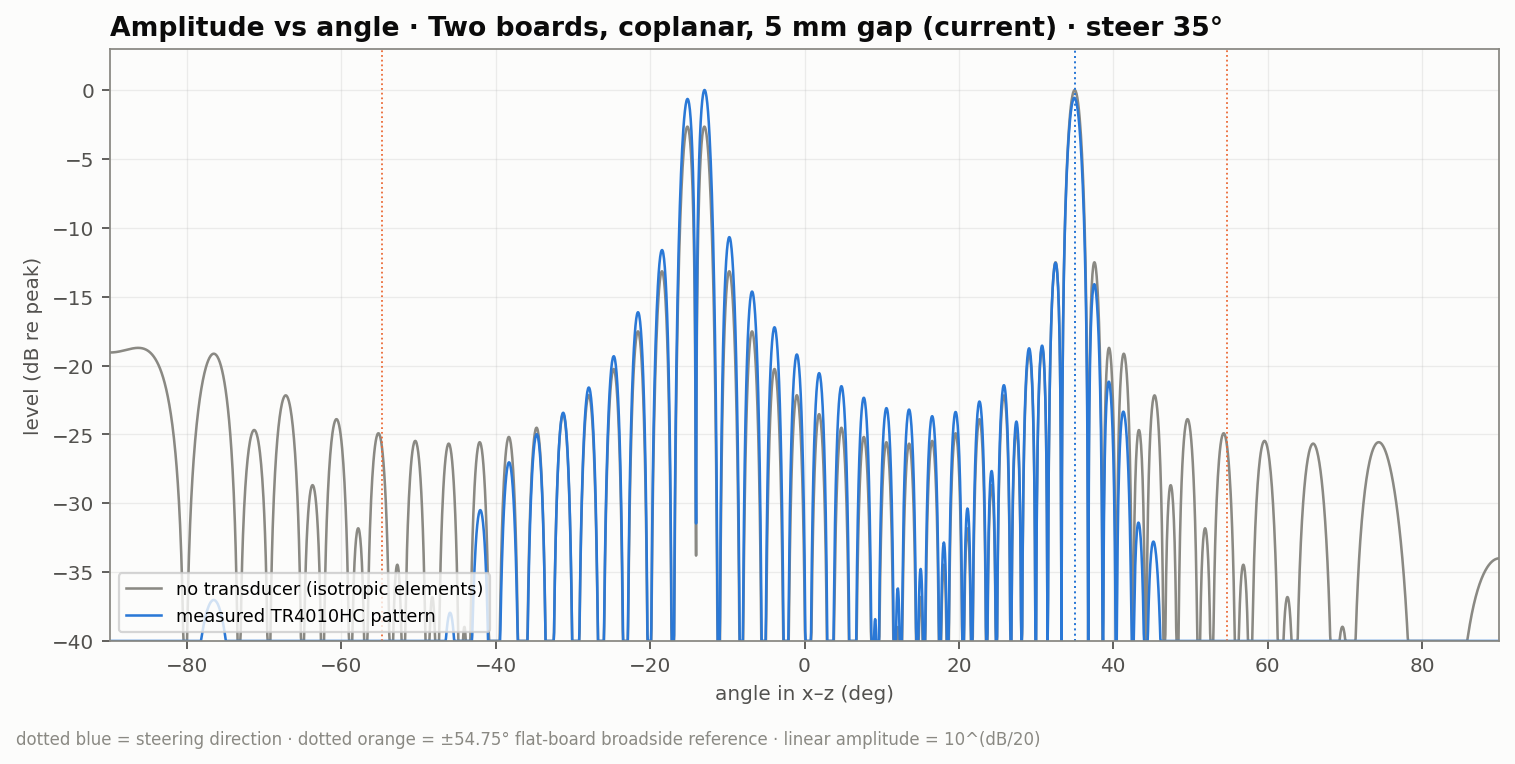 Amplitude vs angle · Two boards, coplanar, 5 mm gap (current) · steer 35°
0
−5
−10
−15
−20
−25
−30
−35
−40
level (dB re peak)
no transducer (isotropic elements)
measured TR4010HC pattern
−80 −60 −40 −20 0 20 40 60 80
angle in x–z (deg)
dotted blue = steering direction · dotted orange = ±54.75° flat-board broadside reference · linear amplitude = 10^(dB/20)